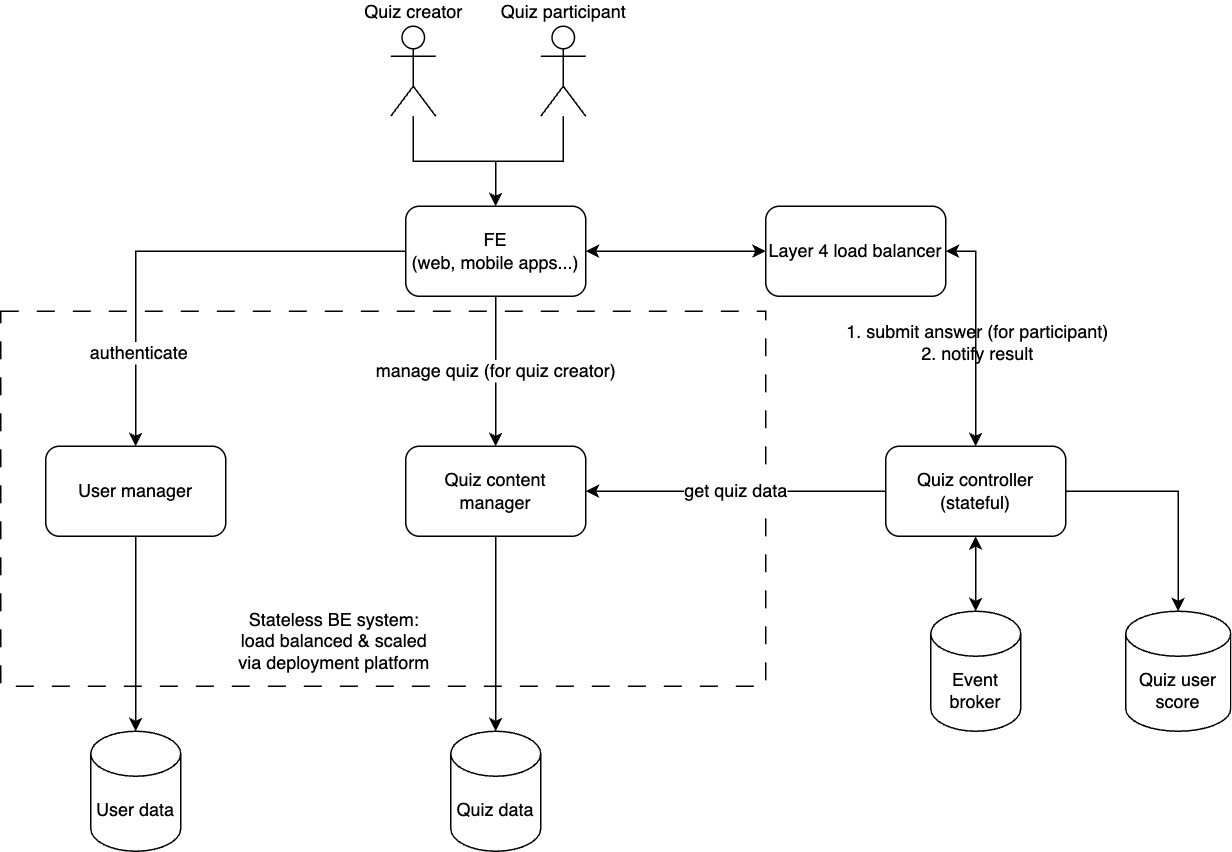 Quiz creator
Quiz participant
FE
(web, mobile apps...)
Layer 4 load balancer
1. submit answer (for participant)
2. notify result
authenticate
manage quiz (for quiz creator)
User manager
Quiz content
manager
get quiz data
Quiz controller
(stateful)
Stateless BE system:
load balanced & scaled
via deployment platform
Event
broker
Quiz user
score
User data
Quiz data